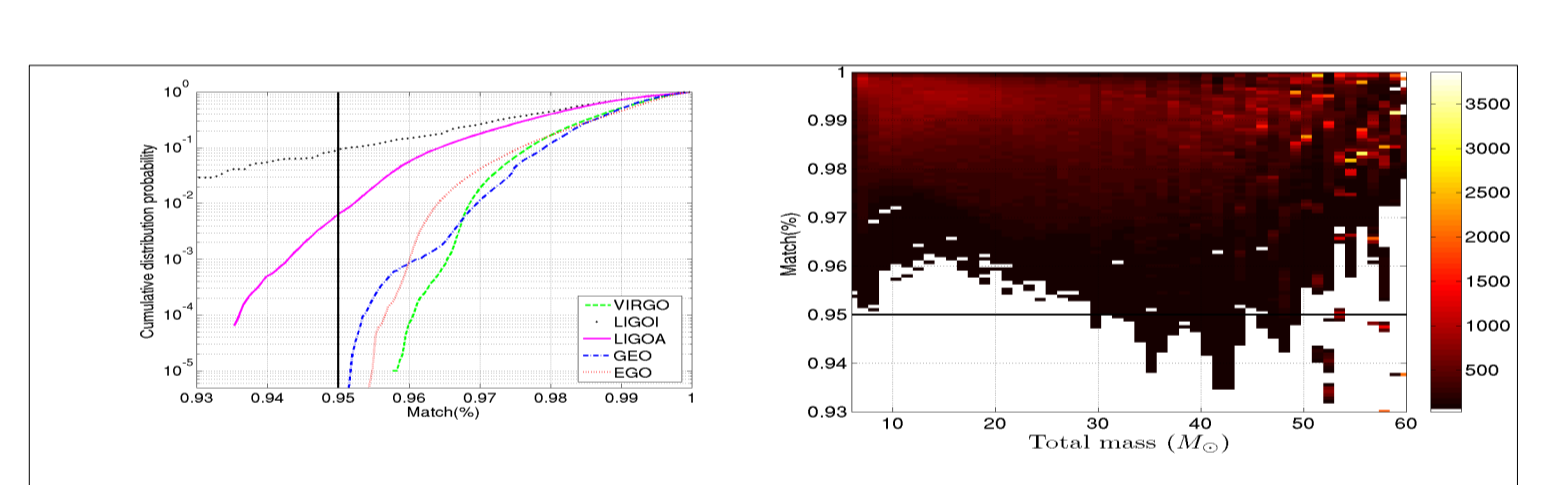 10^0
10^-1
10^-2
10^-3
10^-4
10^-5
Cumulative distribution probability
0.93 0.94 0.95 0.96 0.97 0.98 0.99 1
Match(%)
VIRGO
LIGOI
LIGOA
GEO
EGO
1
0.99
0.98
0.97
0.96
0.95
0.94
0.93
Match(%)
10 20 30 40 50 60
Total mass (M⊙)
3500
3000
2500
2000
1500
1000
500